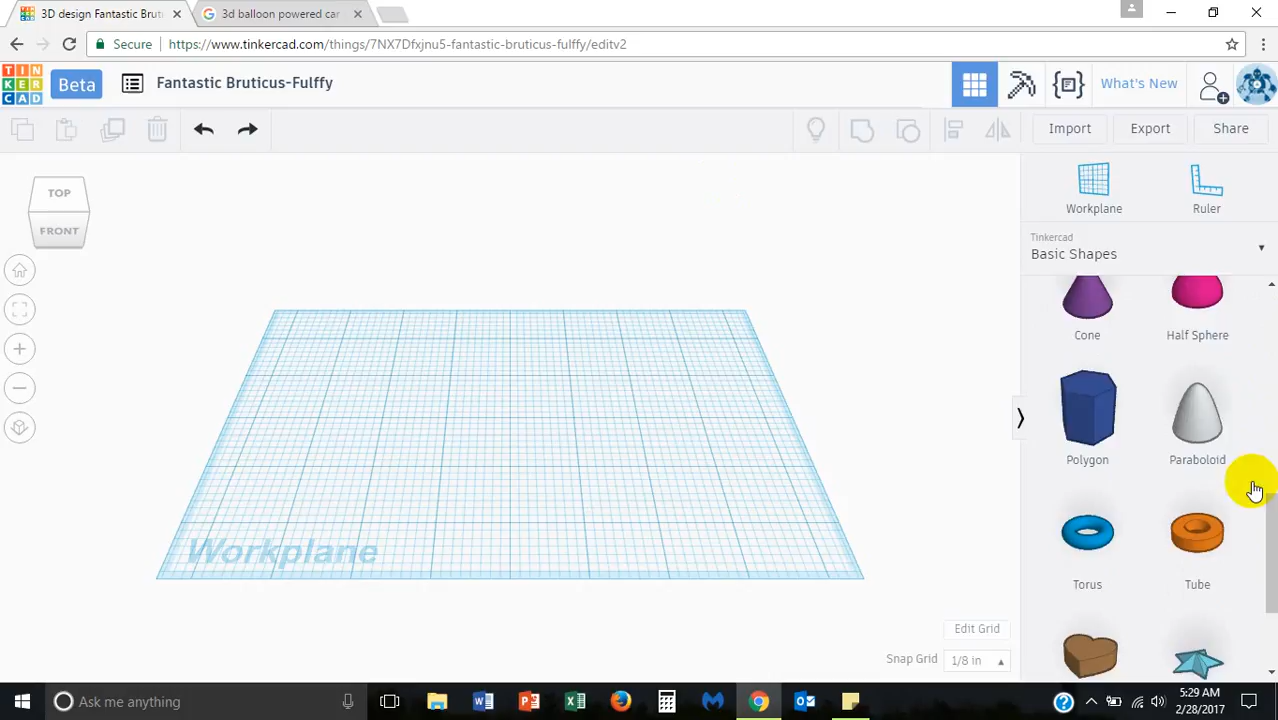 3D design Fantastic Bruti
3d balloon powered car
Secure
https://www.tinkercad.com/things/7NX7Dfxjnu5-fantastic-bruticus-fulffy/editv2
TIN
KER
CAD
Beta
Fantastic Bruticus-Fulffy
What's New
Import
Export
Share
TOP
FRONT
Workplane
Ruler
Tinkercad
Basic Shapes
Cone
Half Sphere
Polygon
Paraboloid
Torus
Tube
Workplane
Edit Grid
Snap Grid
1/8 in
Ask me anything
5:29 AM
2/28/2017